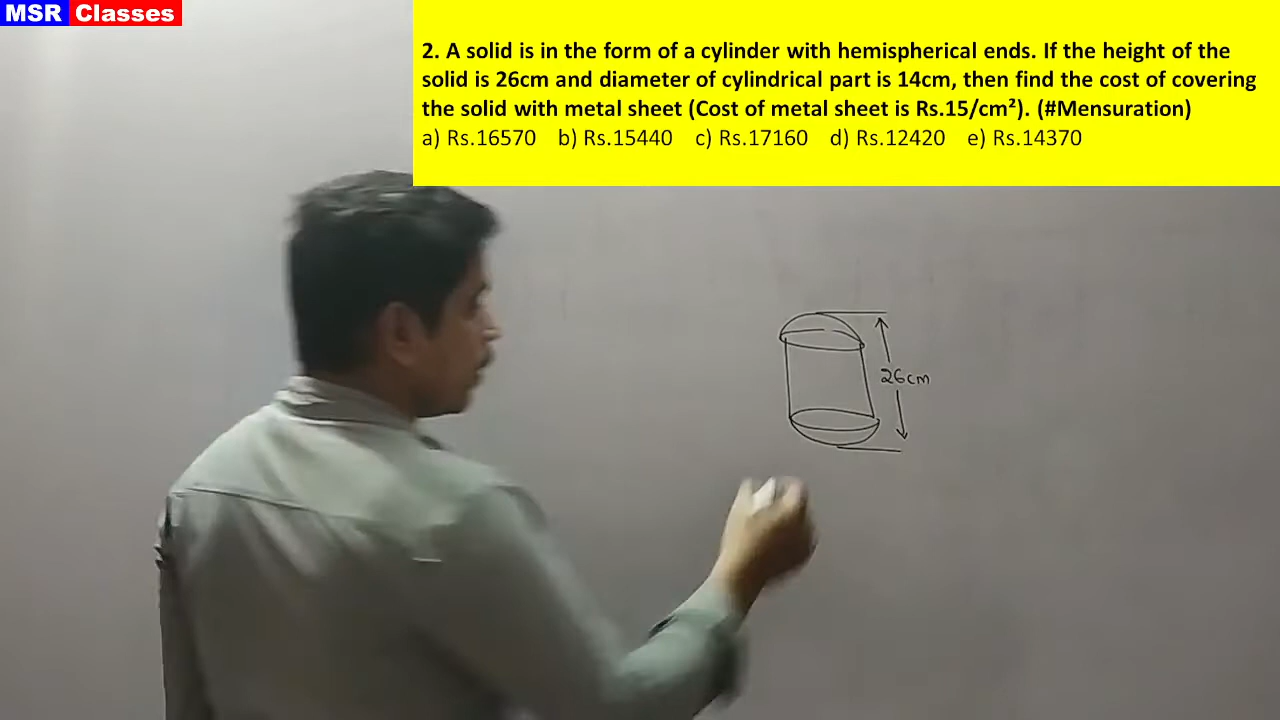 MSR Classes
2. A solid is in the form of a cylinder with hemispherical ends. If the height of the
solid is 26cm and diameter of cylindrical part is 14cm, then find the cost of covering
the solid with metal sheet (Cost of metal sheet is Rs.15/cm²). (#Mensuration)
a) Rs.16570 b) Rs.15440 c) Rs.17160 d) Rs.12420 e) Rs.14370
26cm